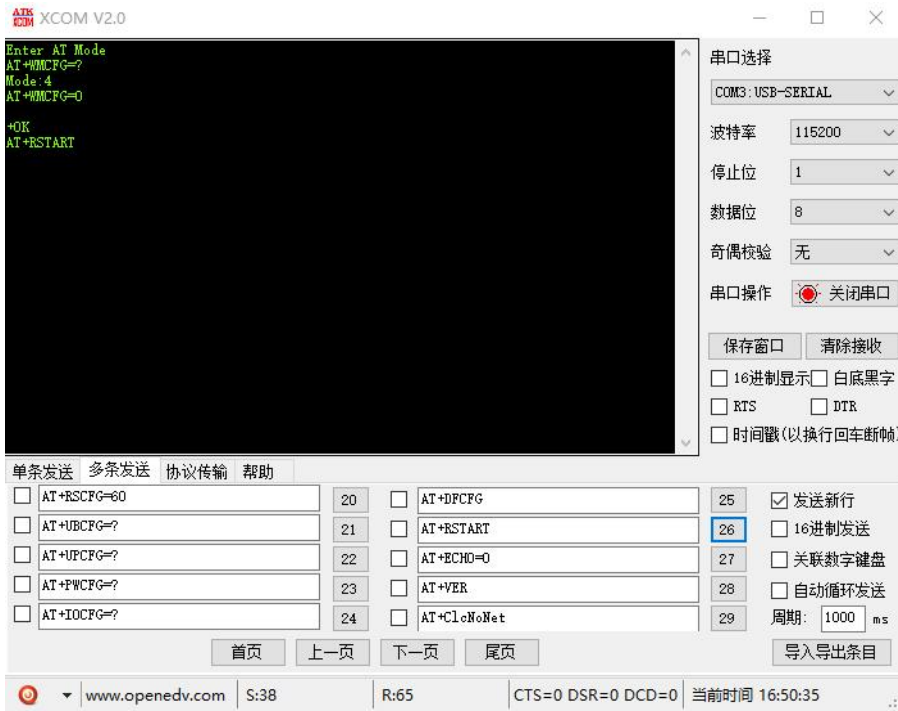 ATK XCOM XCOM V2.0
Enter AT Mode
AT+WMCFG=?
Mode:4
AT+WMCFG=0
+OK
AT+RSTART
串口选择
COM3:USB-SERIAL
波特率 115200
停止位 1
数据位 8
奇偶校验 无
串口操作 关闭串口
保存窗口 清除接收
16进制显示 白底黑字
RTS DTR
时间戳(以换行回车断帧)
单条发送 多条发送 协议传输 帮助
AT+RSCFG=60 20 AT+DFCFG 25 发送新行
AT+UBCFG=? 21 AT+RSTART 26 16进制发送
AT+UPCFG=? 22 AT+ECHO=0 27 关联数字键盘
AT+PWCFG=? 23 AT+VER 28 自动循环发送
AT+IOCFG=? 24 AT+ClcNoNet 29 周期: 1000 ms
首页 上一页 下一页 尾页 导入导出条目
www.openedv.com S:38 R:65 CTS=0 DSR=0 DCD=0 当前时间 16:50:35